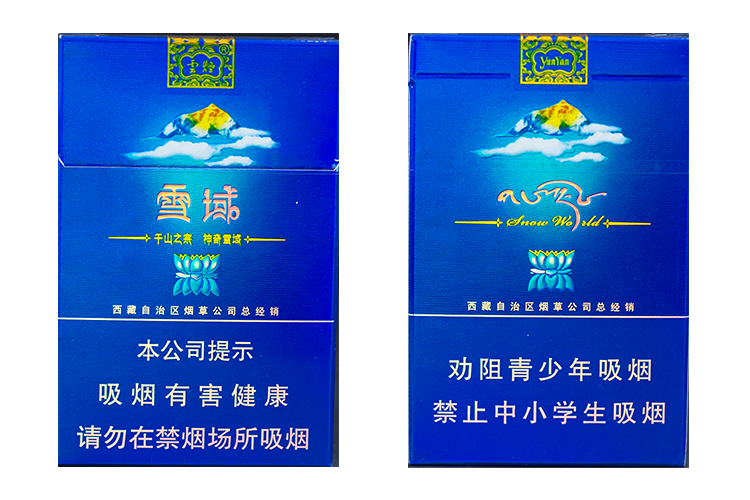 雲煙
®
雪域
千山之宗 神奇雪域
西藏自治区烟草公司总经销
本公司提示
吸烟有害健康
请勿在禁烟场所吸烟
YunYan
Snow World
西藏自治区烟草公司总经销
劝阻青少年吸烟
禁止中小学生吸烟